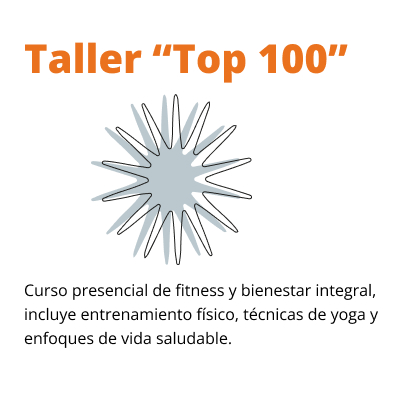 Taller “Top 100”
Curso presencial de fitness y bienestar integral,
incluye entrenamiento físico, técnicas de yoga y
enfoques de vida saludable.